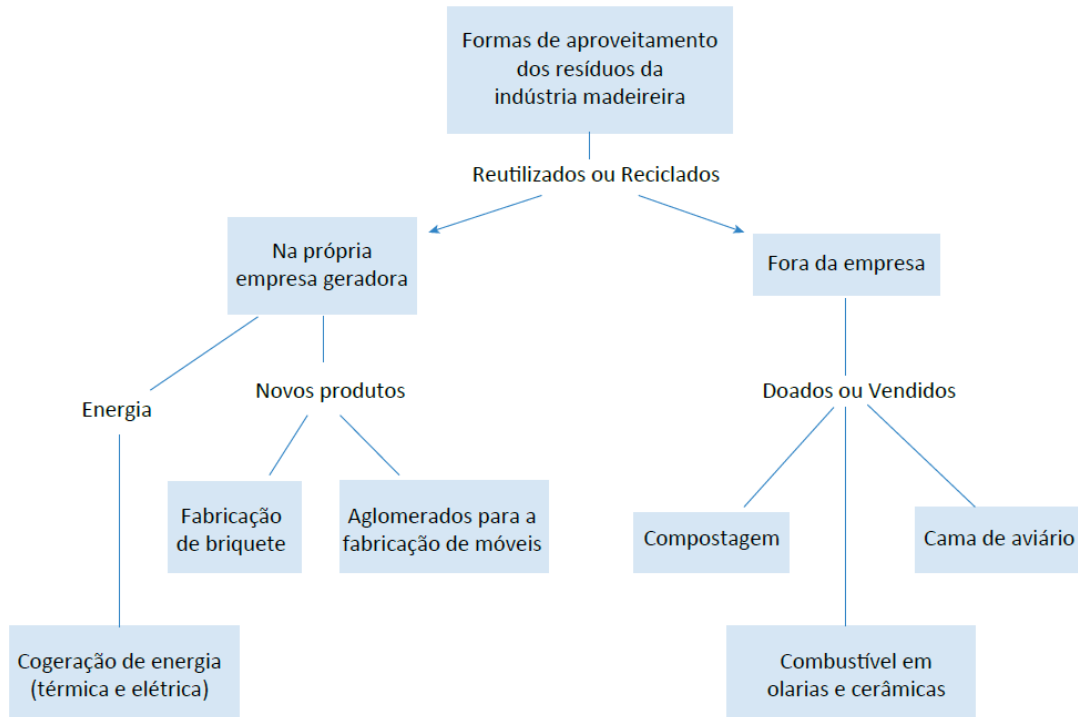 Formas de aproveitamento
dos resíduos da
indústria madeireira
Reutilizados ou Reciclados
Na própria
empresa geradora
Fora da empresa
Energia
Novos produtos
Doados ou Vendidos
Fabricação
de briquete
Aglomerados para a
fabricação de móveis
Compostagem
Cama de aviário
Cogeração de energia
(térmica e elétrica)
Combustível em
olarias e cerâmicas